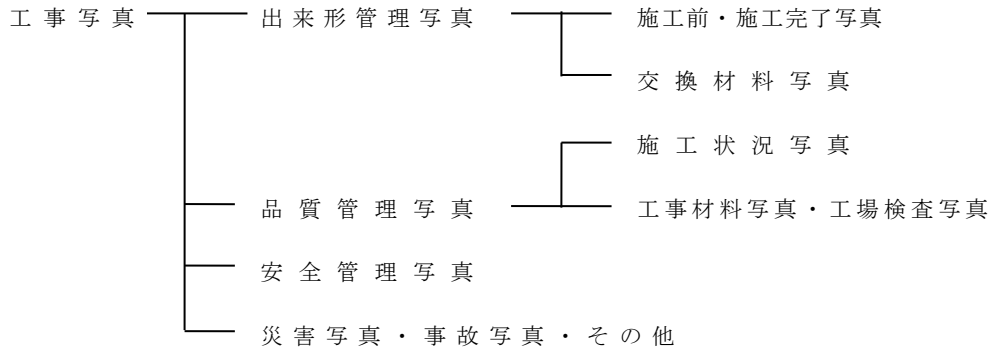 工事写真 出来形管理写真 施工前・施工完了写真
交換材料写真
施工状況写真
品質管理写真 工事材料写真・工場検査写真
安全管理写真
災害写真・事故写真・その他